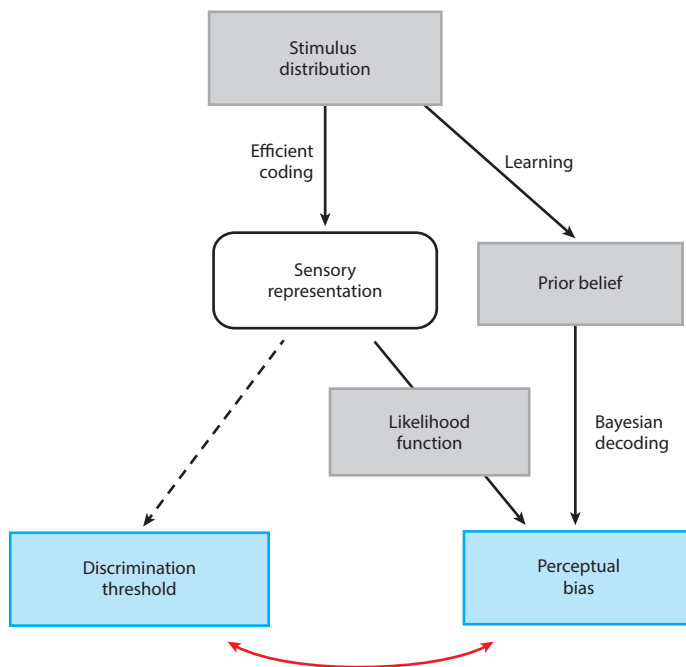 Stimulus
distribution
Efficient
coding
Learning
Sensory
representation
Prior belief
Likelihood
function
Bayesian
decoding
Discrimination
threshold
Perceptual
bias